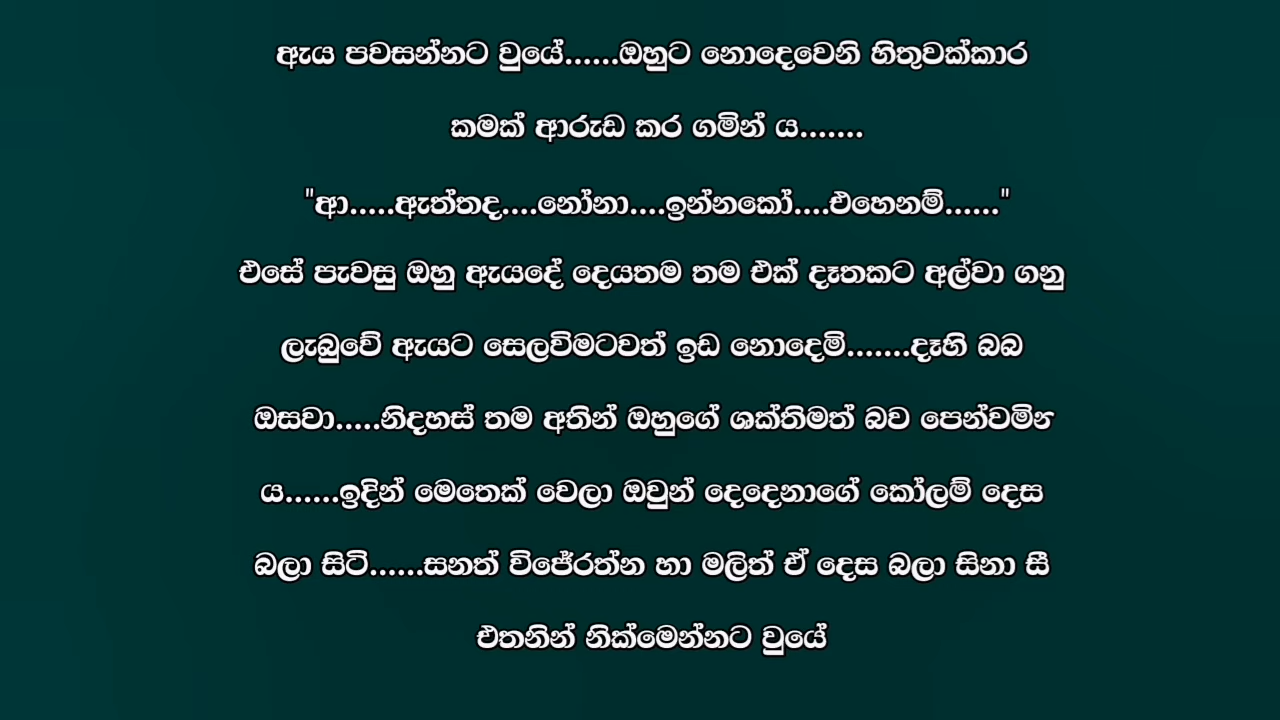 ඇය පවසන්නට වුයේ......ඔහුට නොදෙවෙනි හිතුවක්කාර
කමක් ආරුඩ කර ගමින් ය.......
"ආ.....ඇත්තද....නෝනා....ඉන්නකෝ....එහෙනම්......"
එසේ පැවසු ඔහු ඇයදේ දෙයතම තම එක් දෑතකට අල්වා ගනු
ලැබුවේ ඇයට සෙලවිමටවත් ඉඩ නොදෙමි.......දෑහි බබ
ඔසවා.....නිදහස් තම අතින් ඔහුගේ ශක්තිමත් බව පෙන්වමින්‍
ය......ඉදින් මෙතෙක් වෙලා ඔවුන් දෙදෙනාගේ කෝලම් දෙස
බලා සිටි......සනත් විජේරත්න හා මලිත් ඒ දෙස බලා සිනා සී
එතනින් නික්මෙන්නට වුයේ